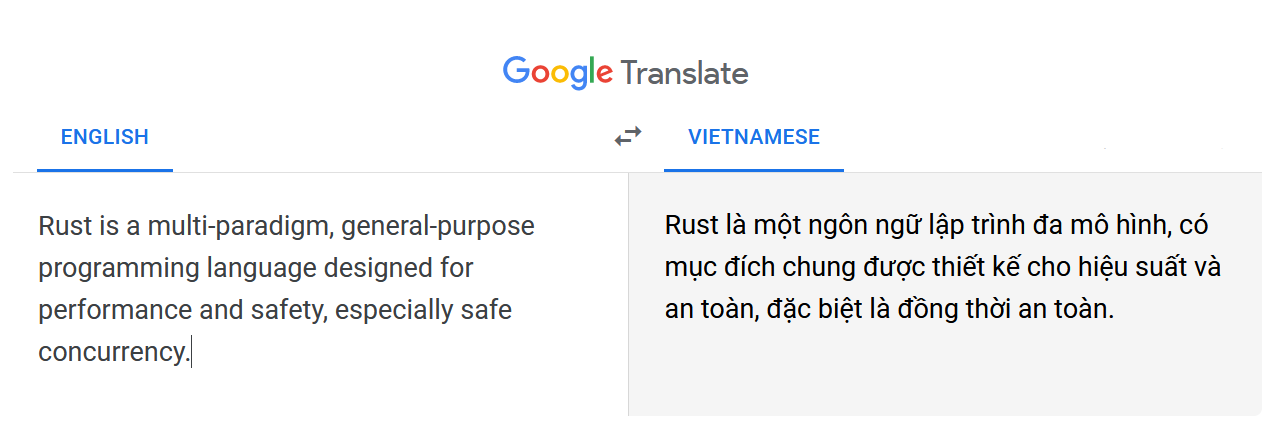 Google Translate
ENGLISH
VIETNAMESE
Rust is a multi-paradigm, general-purpose
programming language designed for
performance and safety, especially safe
concurrency.
Rust là một ngôn ngữ lập trình đa mô hình, có
mục đích chung được thiết kế cho hiệu suất và
an toàn, đặc biệt là đồng thời an toàn.